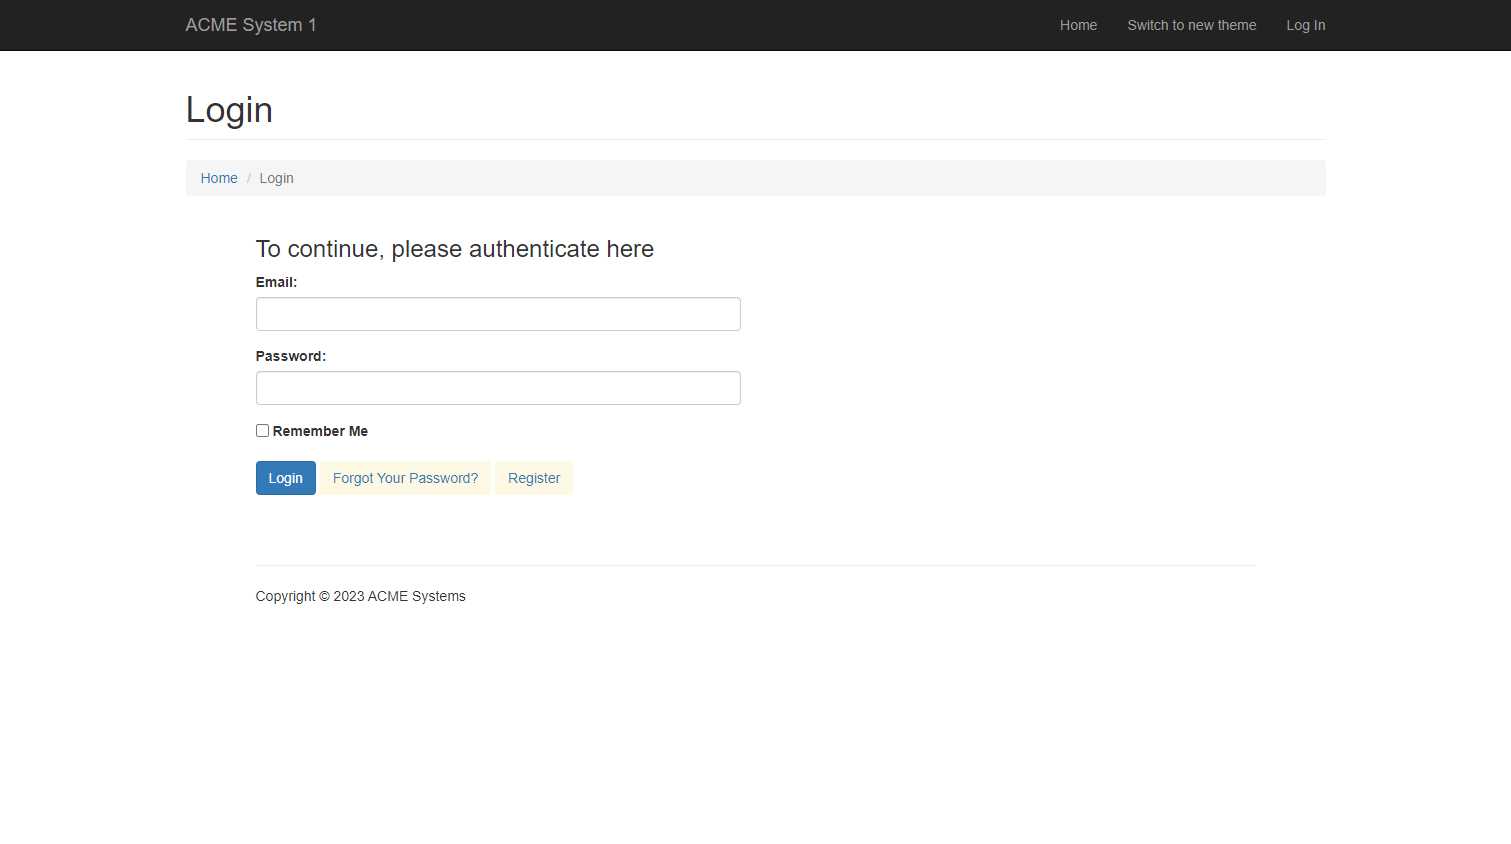 ACME System 1 Home Switch to new theme Log In
Login
Home / Login
To continue, please authenticate here
Email:
Password:
Remember Me
Login Forgot Your Password? Register
Copyright © 2023 ACME Systems